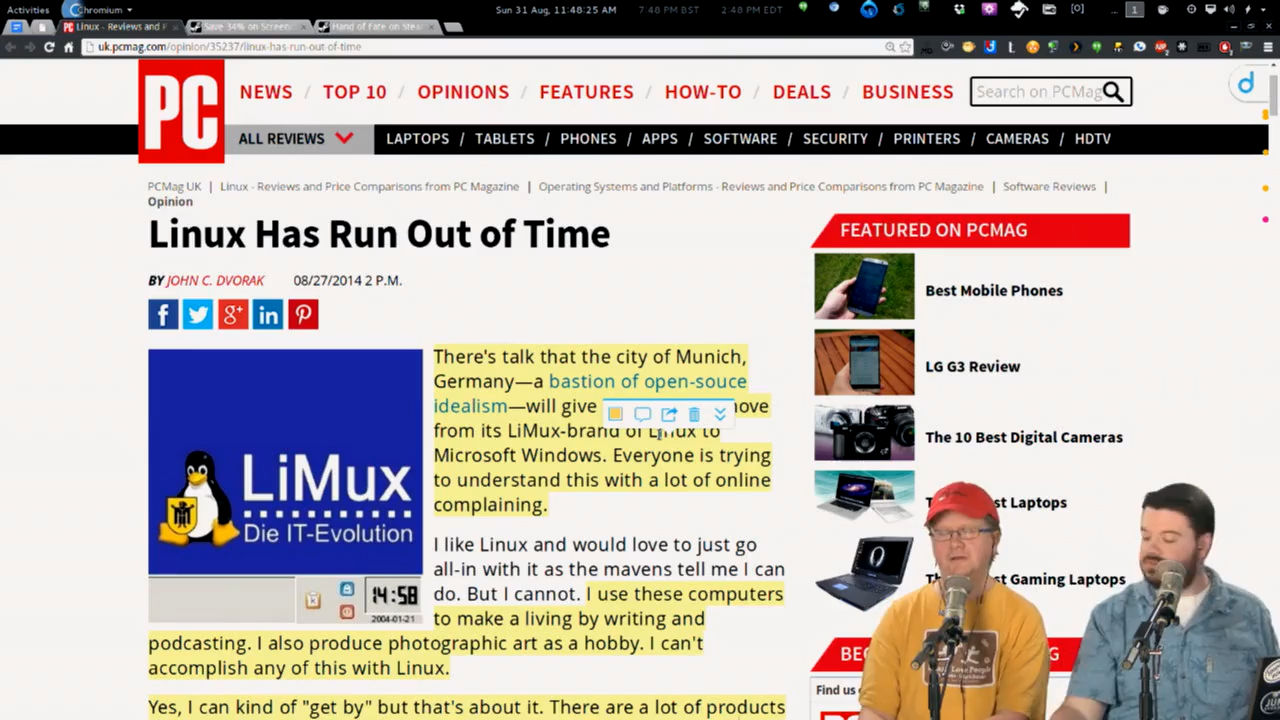 Activities Chromium Sun 31 Aug, 11:48:25 AM 7:48 PM BST 2:48 PM EDT 1
Linux - Reviews and P Save 34% on Screen Hand of Fate on Steam
uk.pcmag.com/opinion/35237/linux-has-run-out-of-time
PC
NEWS / TOP 10 / OPINIONS / FEATURES / HOW-TO / DEALS / BUSINESS
Search on PCMag
d
ALL REVIEWS LAPTOPS / TABLETS / PHONES / APPS / SOFTWARE / SECURITY / PRINTERS / CAMERAS / HDTV
PCMag UK | Linux - Reviews and Price Comparisons from PC Magazine | Operating Systems and Platforms - Reviews and Price Comparisons from PC Magazine | Software Reviews |
Opinion
Linux Has Run Out of Time
BY JOHN C. DVORAK 08/27/2014 2 P.M.
LiMux
Die IT-Evolution
14:58
2004-01-21
There's talk that the city of Munich,
Germany—a bastion of open-souce
idealism—will give
from its LiMux-brand of Linux to
Microsoft Windows. Everyone is trying
to understand this with a lot of online
complaining.
I like Linux and would love to just go
all-in with it as the mavens tell me I can
do. But I cannot. I use these computers
to make a living by writing and
podcasting. I also produce photographic art as a hobby. I can't
accomplish any of this with Linux.
Yes, I can kind of "get by" but that's about it. There are a lot of products
FEATURED ON PCMAG
Best Mobile Phones
LG G3 Review
The 10 Best Digital Cameras
Laptops
Gaming Laptops
Find us